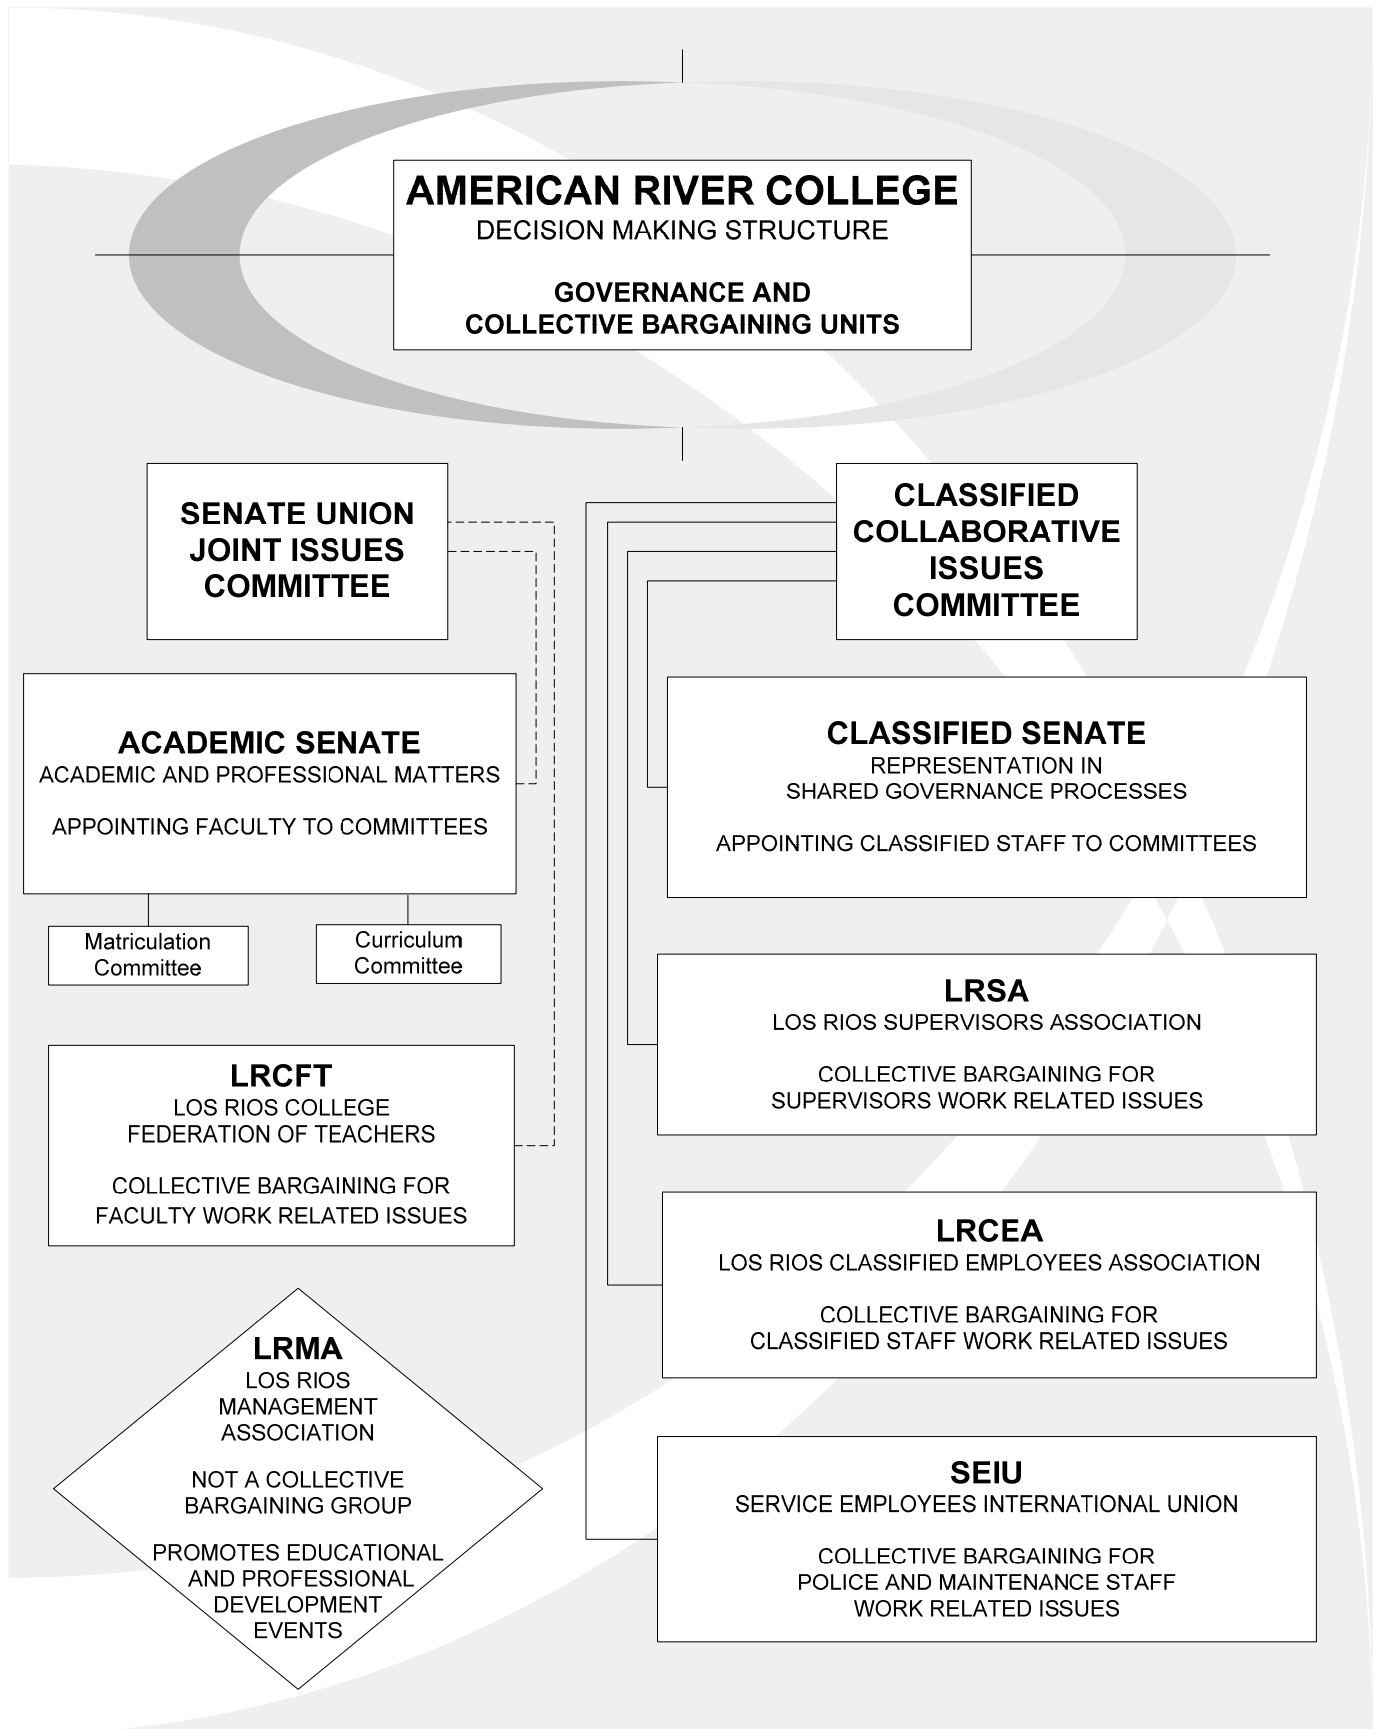 AMERICAN RIVER COLLEGE
DECISION MAKING STRUCTURE
GOVERNANCE AND
COLLECTIVE BARGAINING UNITS
SENATE UNION
JOINT ISSUES
COMMITTEE
ACADEMIC SENATE
ACADEMIC AND PROFESSIONAL MATTERS
APPOINTING FACULTY TO COMMITTEES
Matriculation
Committee
Curriculum
Committee
LRCFT
LOS RIOS COLLEGE
FEDERATION OF TEACHERS
COLLECTIVE BARGAINING FOR
FACULTY WORK RELATED ISSUES
LRMA
LOS RIOS
MANAGEMENT
ASSOCIATION
NOT A COLLECTIVE
BARGAINING GROUP
PROMOTES EDUCATIONAL
AND PROFESSIONAL
DEVELOPMENT
EVENTS
CLASSIFIED
COLLABORATIVE
ISSUES
COMMITTEE
CLASSIFIED SENATE
REPRESENTATION IN
SHARED GOVERNANCE PROCESSES
APPOINTING CLASSIFIED STAFF TO COMMITTEES
LRSA
LOS RIOS SUPERVISORS ASSOCIATION
COLLECTIVE BARGAINING FOR
SUPERVISORS WORK RELATED ISSUES
LRCEA
LOS RIOS CLASSIFIED EMPLOYEES ASSOCIATION
COLLECTIVE BARGAINING FOR
CLASSIFIED STAFF WORK RELATED ISSUES
SEIU
SERVICE EMPLOYEES INTERNATIONAL UNION
COLLECTIVE BARGAINING FOR
POLICE AND MAINTENANCE STAFF
WORK RELATED ISSUES